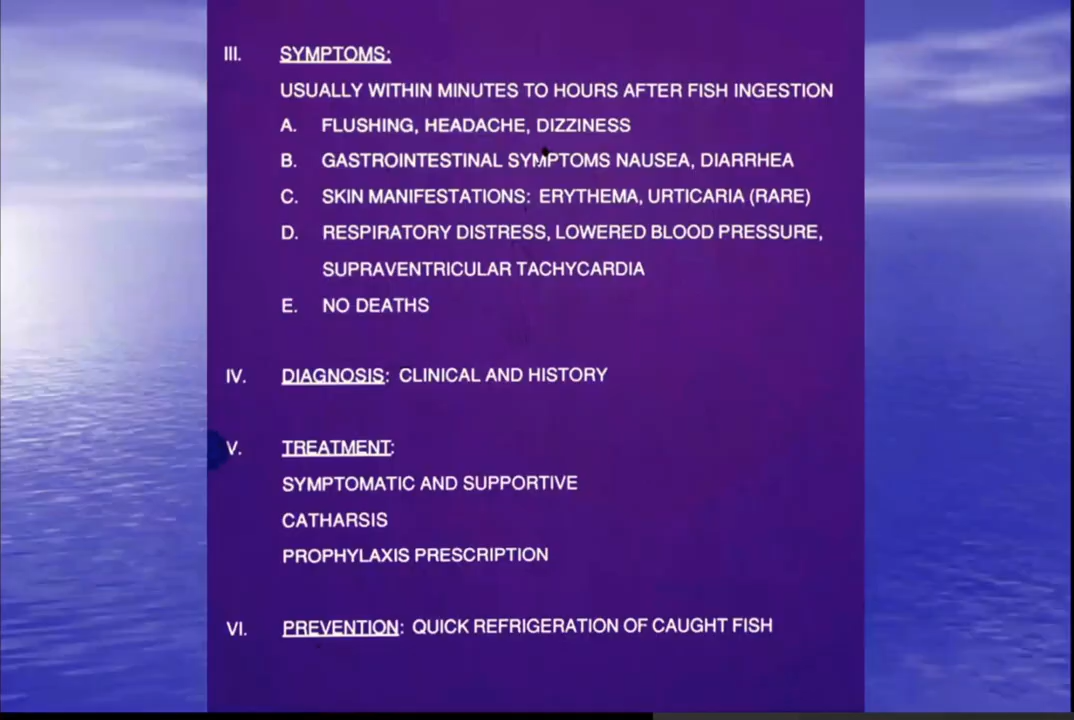 III. SYMPTOMS:
USUALLY WITHIN MINUTES TO HOURS AFTER FISH INGESTION
A. FLUSHING, HEADACHE, DIZZINESS
B. GASTROINTESTINAL SYMPTOMS NAUSEA, DIARRHEA
C. SKIN MANIFESTATIONS: ERYTHEMA, URTICARIA (RARE)
D. RESPIRATORY DISTRESS, LOWERED BLOOD PRESSURE,
SUPRAVENTRICULAR TACHYCARDIA
E. NO DEATHS
IV. DIAGNOSIS: CLINICAL AND HISTORY
V. TREATMENT:
SYMPTOMATIC AND SUPPORTIVE
CATHARSIS
PROPHYLAXIS PRESCRIPTION
VI. PREVENTION: QUICK REFRIGERATION OF CAUGHT FISH